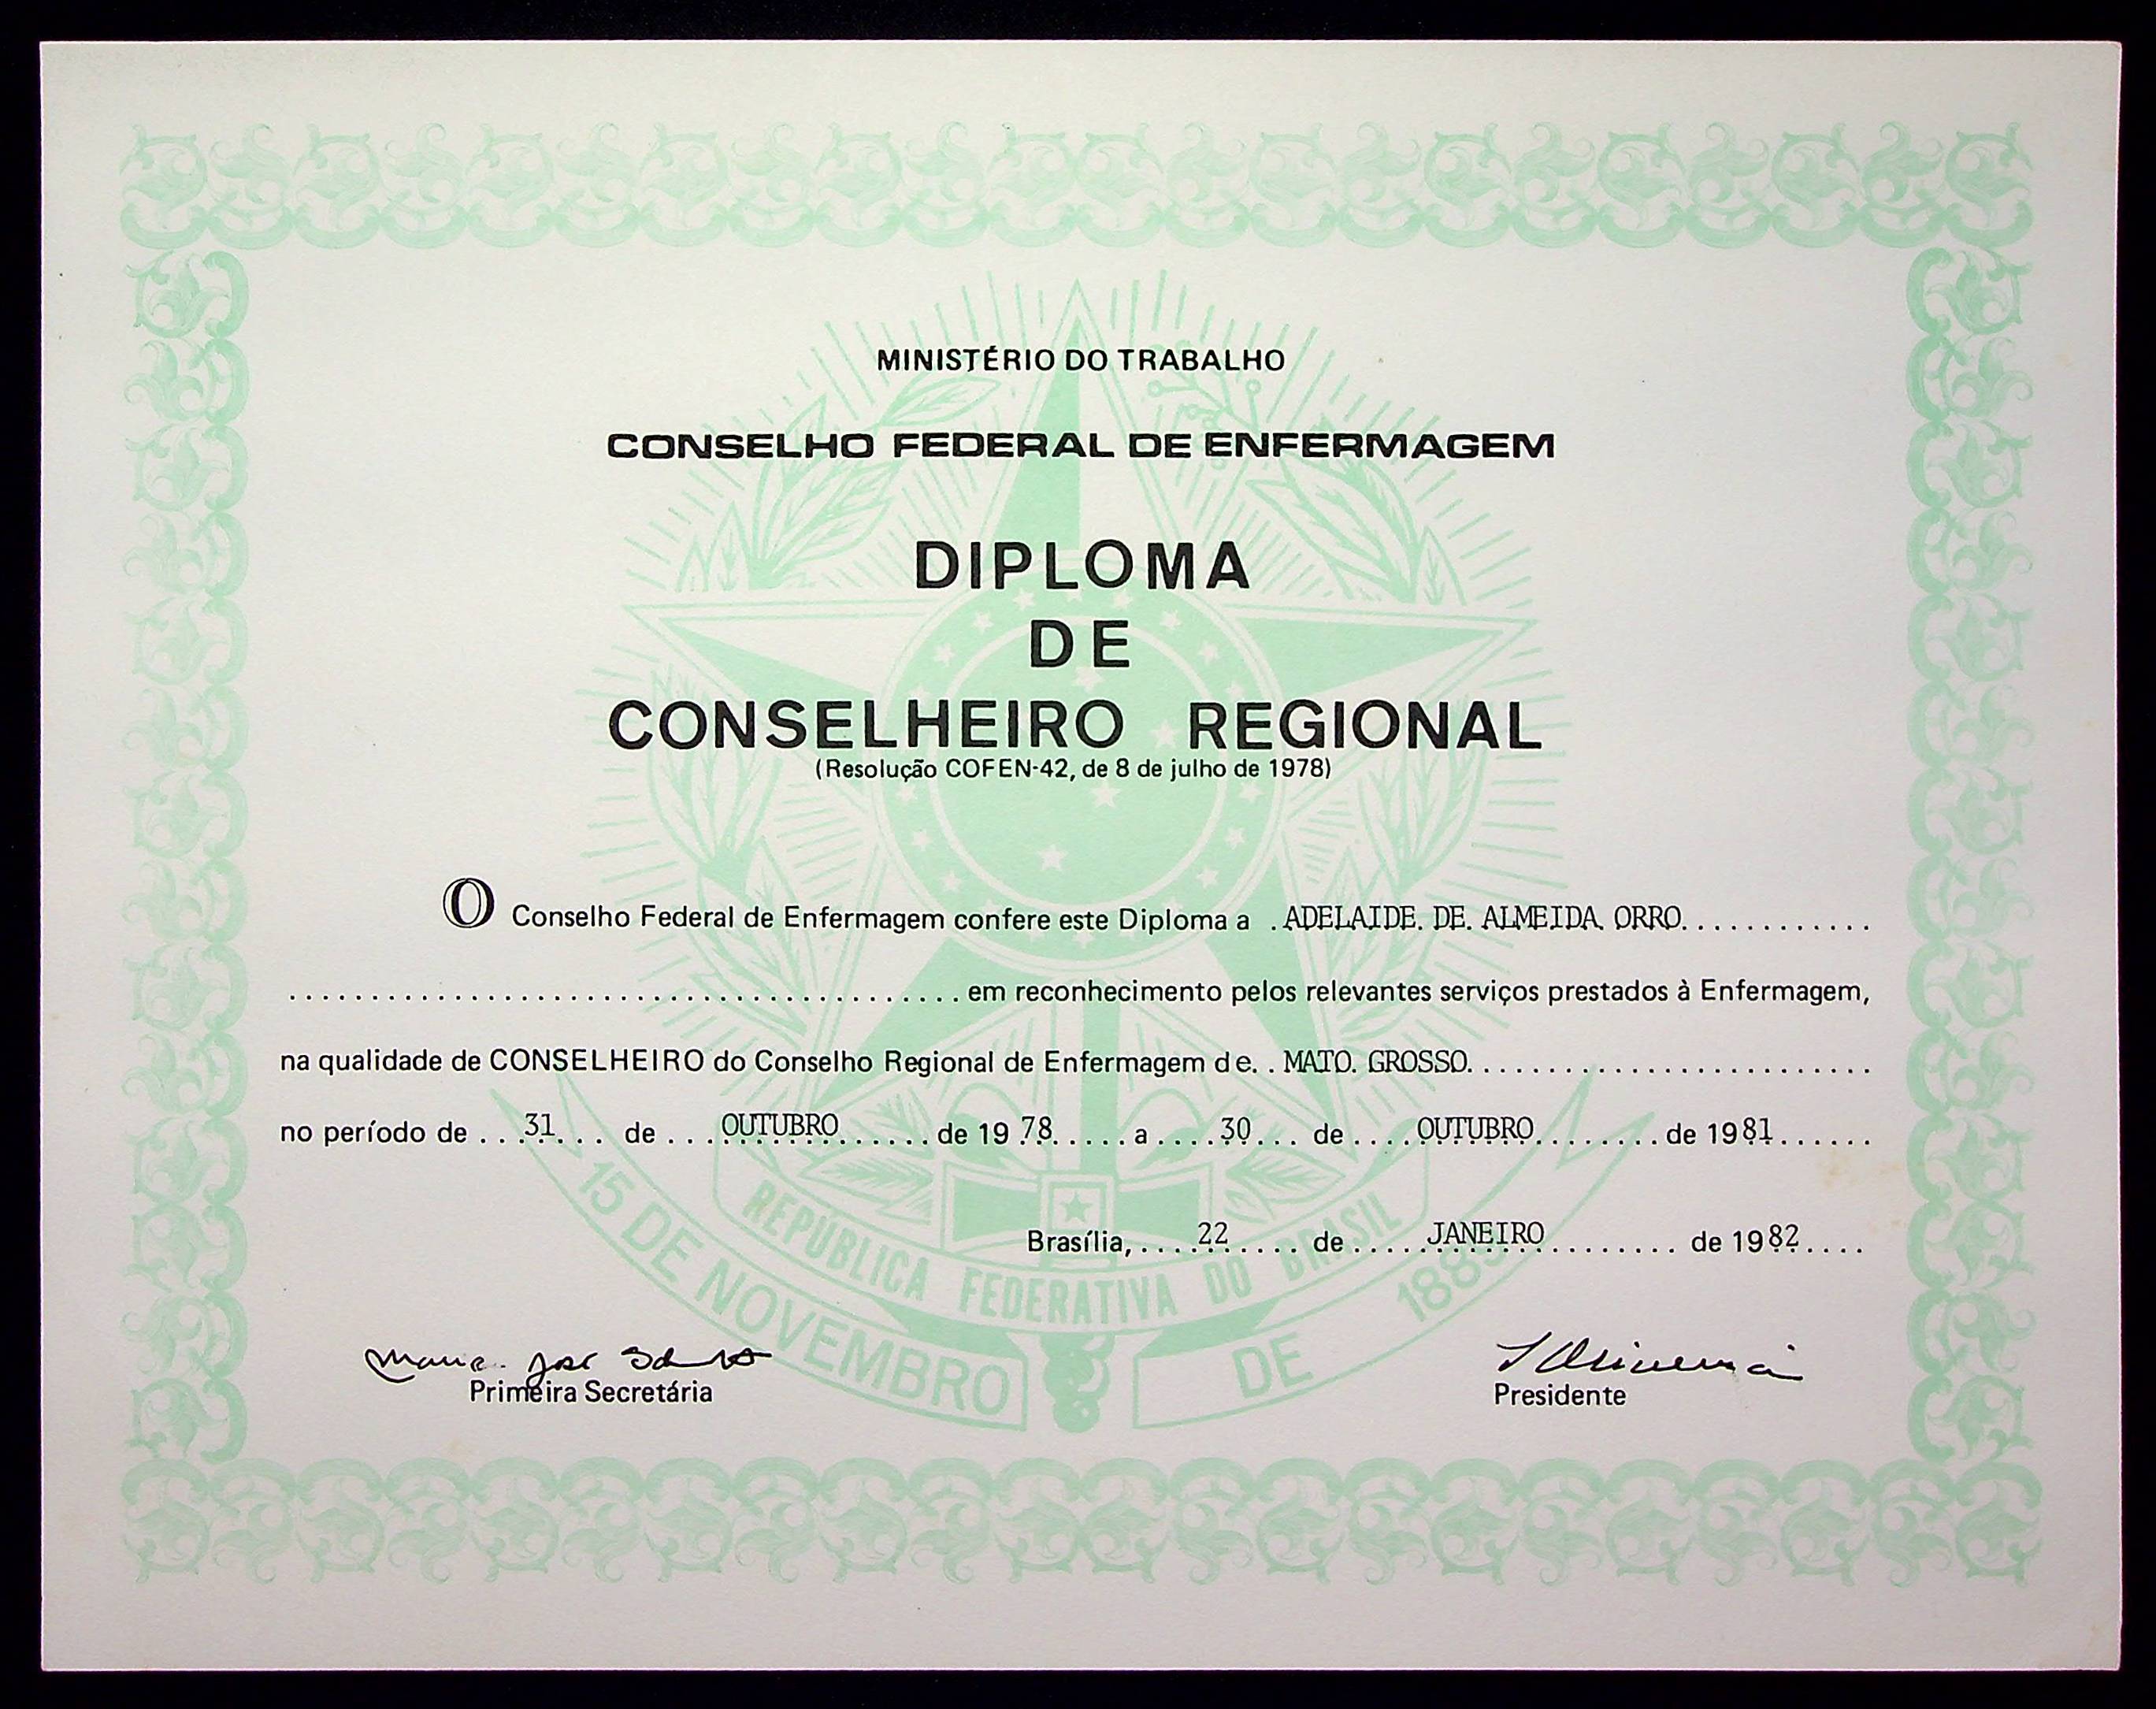 MINISTÉRIO DO TRABALHO
CONSELHO FEDERAL DE ENFERMAGEM
DIPLOMA
DE
CONSELHEIRO REGIONAL
(Resolução COFEN-42, de 8 de julho de 1978)
O Conselho Federal de Enfermagem confere este Diploma a ADELAIDE DE ALMEIDA ORRO
em reconhecimento pelos relevantes serviços prestados à Enfermagem,
na qualidade de CONSELHEIRO do Conselho Regional de Enfermagem de MATO GROSSO
no período de 31 de OUTUBRO de 1978 a 30 de OUTUBRO de 1981
Brasília, 22 de JANEIRO de 1982
REPÚBLICA FEDERATIVA DO BRASIL
15 DE NOVEMBRO DE 1889
Maria José
Primeira Secretária
Presidente